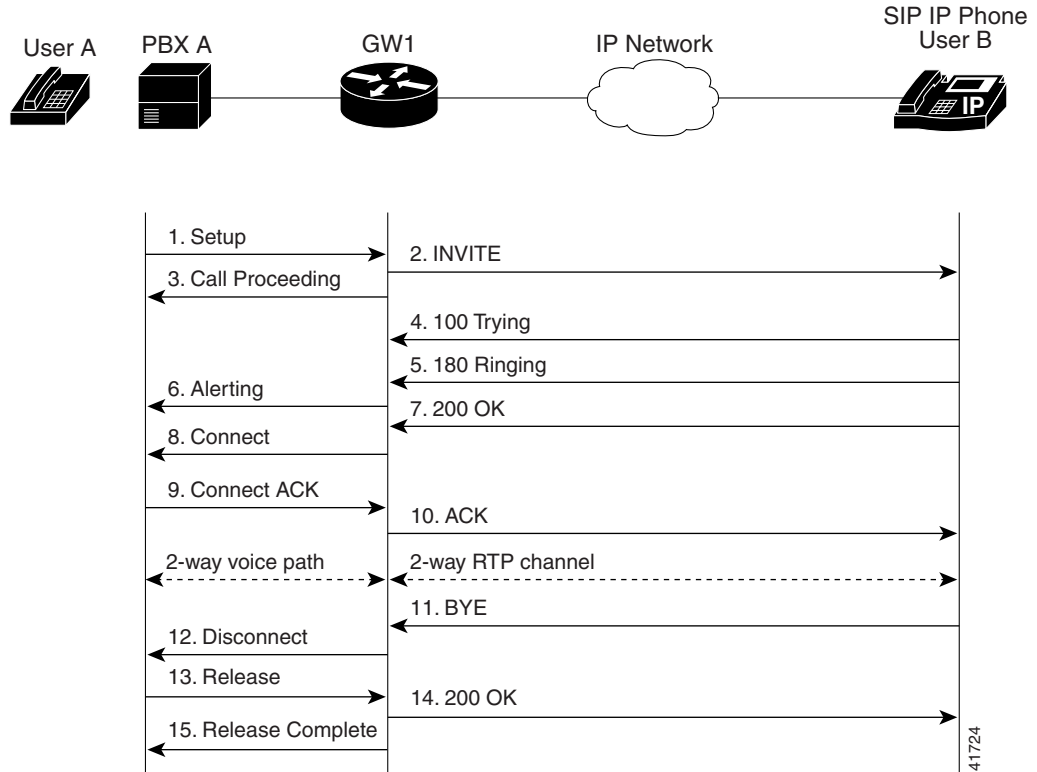 User A
PBX A
GW1
IP Network
SIP IP Phone
User B
IP
1. Setup
2. INVITE
3. Call Proceeding
4. 100 Trying
5. 180 Ringing
6. Alerting
7. 200 OK
8. Connect
9. Connect ACK
10. ACK
2-way voice path
2-way RTP channel
11. BYE
12. Disconnect
13. Release
14. 200 OK
15. Release Complete
41724